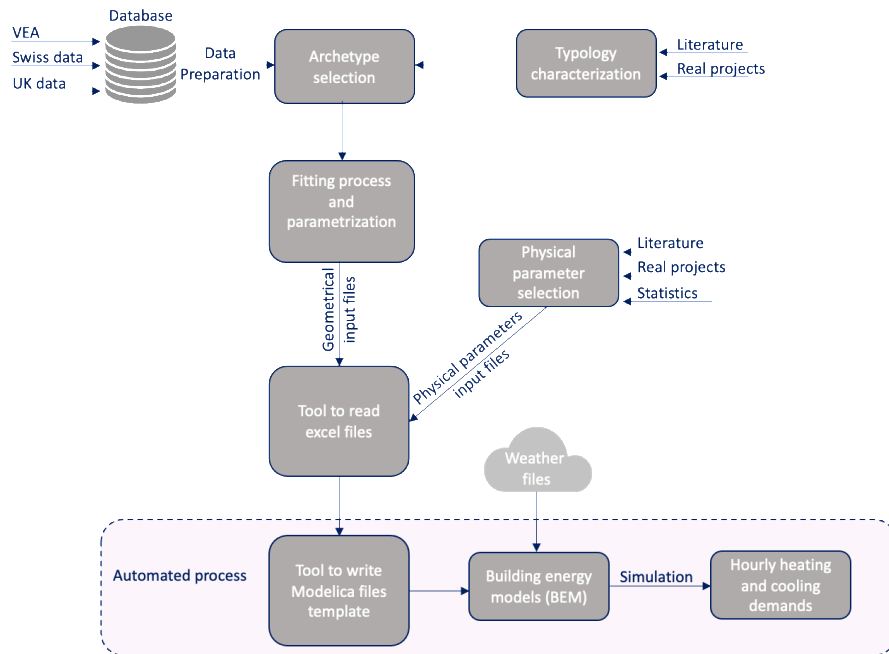 Database
VEA
Swiss data
UK data
Data
Preparation
Archetype
selection
Typology
characterization
Literature
Real projects
Fitting process
and
parametrization
Geometrical
input files
Physical
parameter
selection
Literature
Real projects
Statistics
Physical parameters
input files
Tool to read
excel files
Weather
files
Automated process
Tool to write
Modelica files
template
Building energy
models (BEM)
Simulation
Hourly heating
and cooling
demands